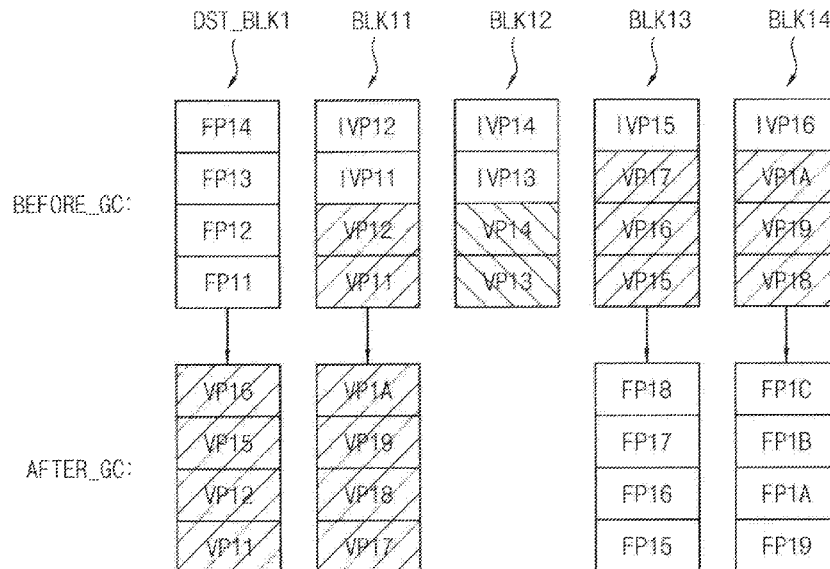 DST_BLK1 BLK11 BLK12 BLK13 BLK14
FP14 IVP12 IVP14 IVP15 IVP16
FP13 IVP11 IVP13 VP17 VP1A
BEFORE_GC:
FP12 VP12 VP14 VP16 VP19
FP11 VP11 VP13 VP15 VP18
VP16 VP1A FP18 FP1C
VP15 VP19 FP17 FP1B
AFTER_GC:
VP12 VP18 FP16 FP1A
VP11 VP17 FP15 FP19